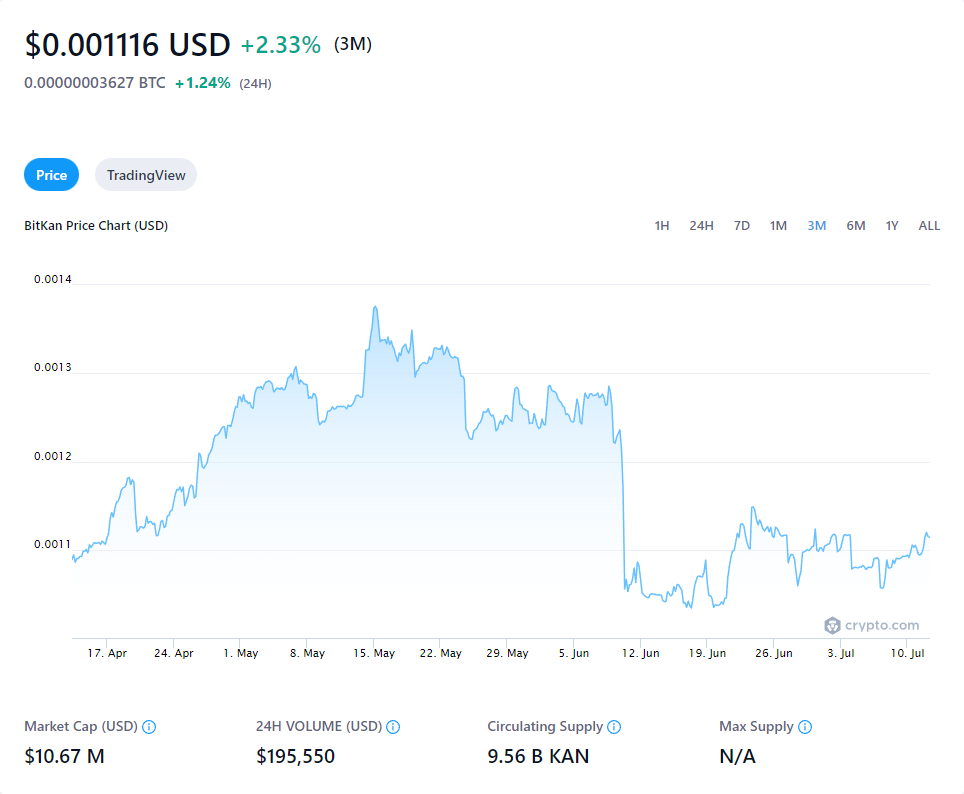 $0.001116 USD +2.33% (3M)
0.00000003627 BTC +1.24% (24H)
Price TradingView
BitKan Price Chart (USD) 1H 24H 7D 1M 3M 6M 1Y ALL
0.0014
0.0013
0.0012
0.0011
crypto.com
17. Apr 24. Apr 1. May 8. May 15. May 22. May 29. May 5. Jun 12. Jun 19. Jun 26. Jun 3. Jul 10. Jul
Market Cap (USD) 24H VOLUME (USD) Circulating Supply Max Supply
$10.67 M $195,550 9.56 B KAN N/A